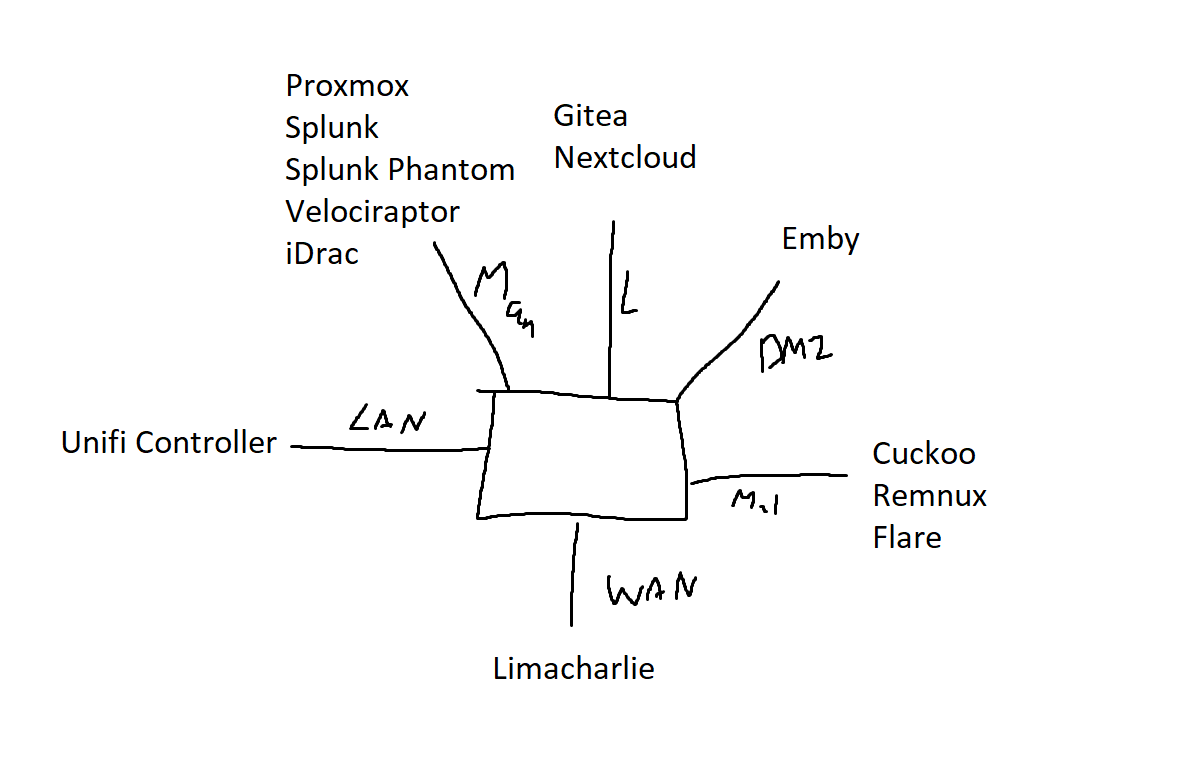 Proxmox
Splunk
Splunk Phantom
Velociraptor
iDrac
Gitea
Nextcloud
Emby
Man
L
DMZ
LAN
Unifi Controller
Cuckoo
Remnux
Flare
Mal
WAN
Limacharlie